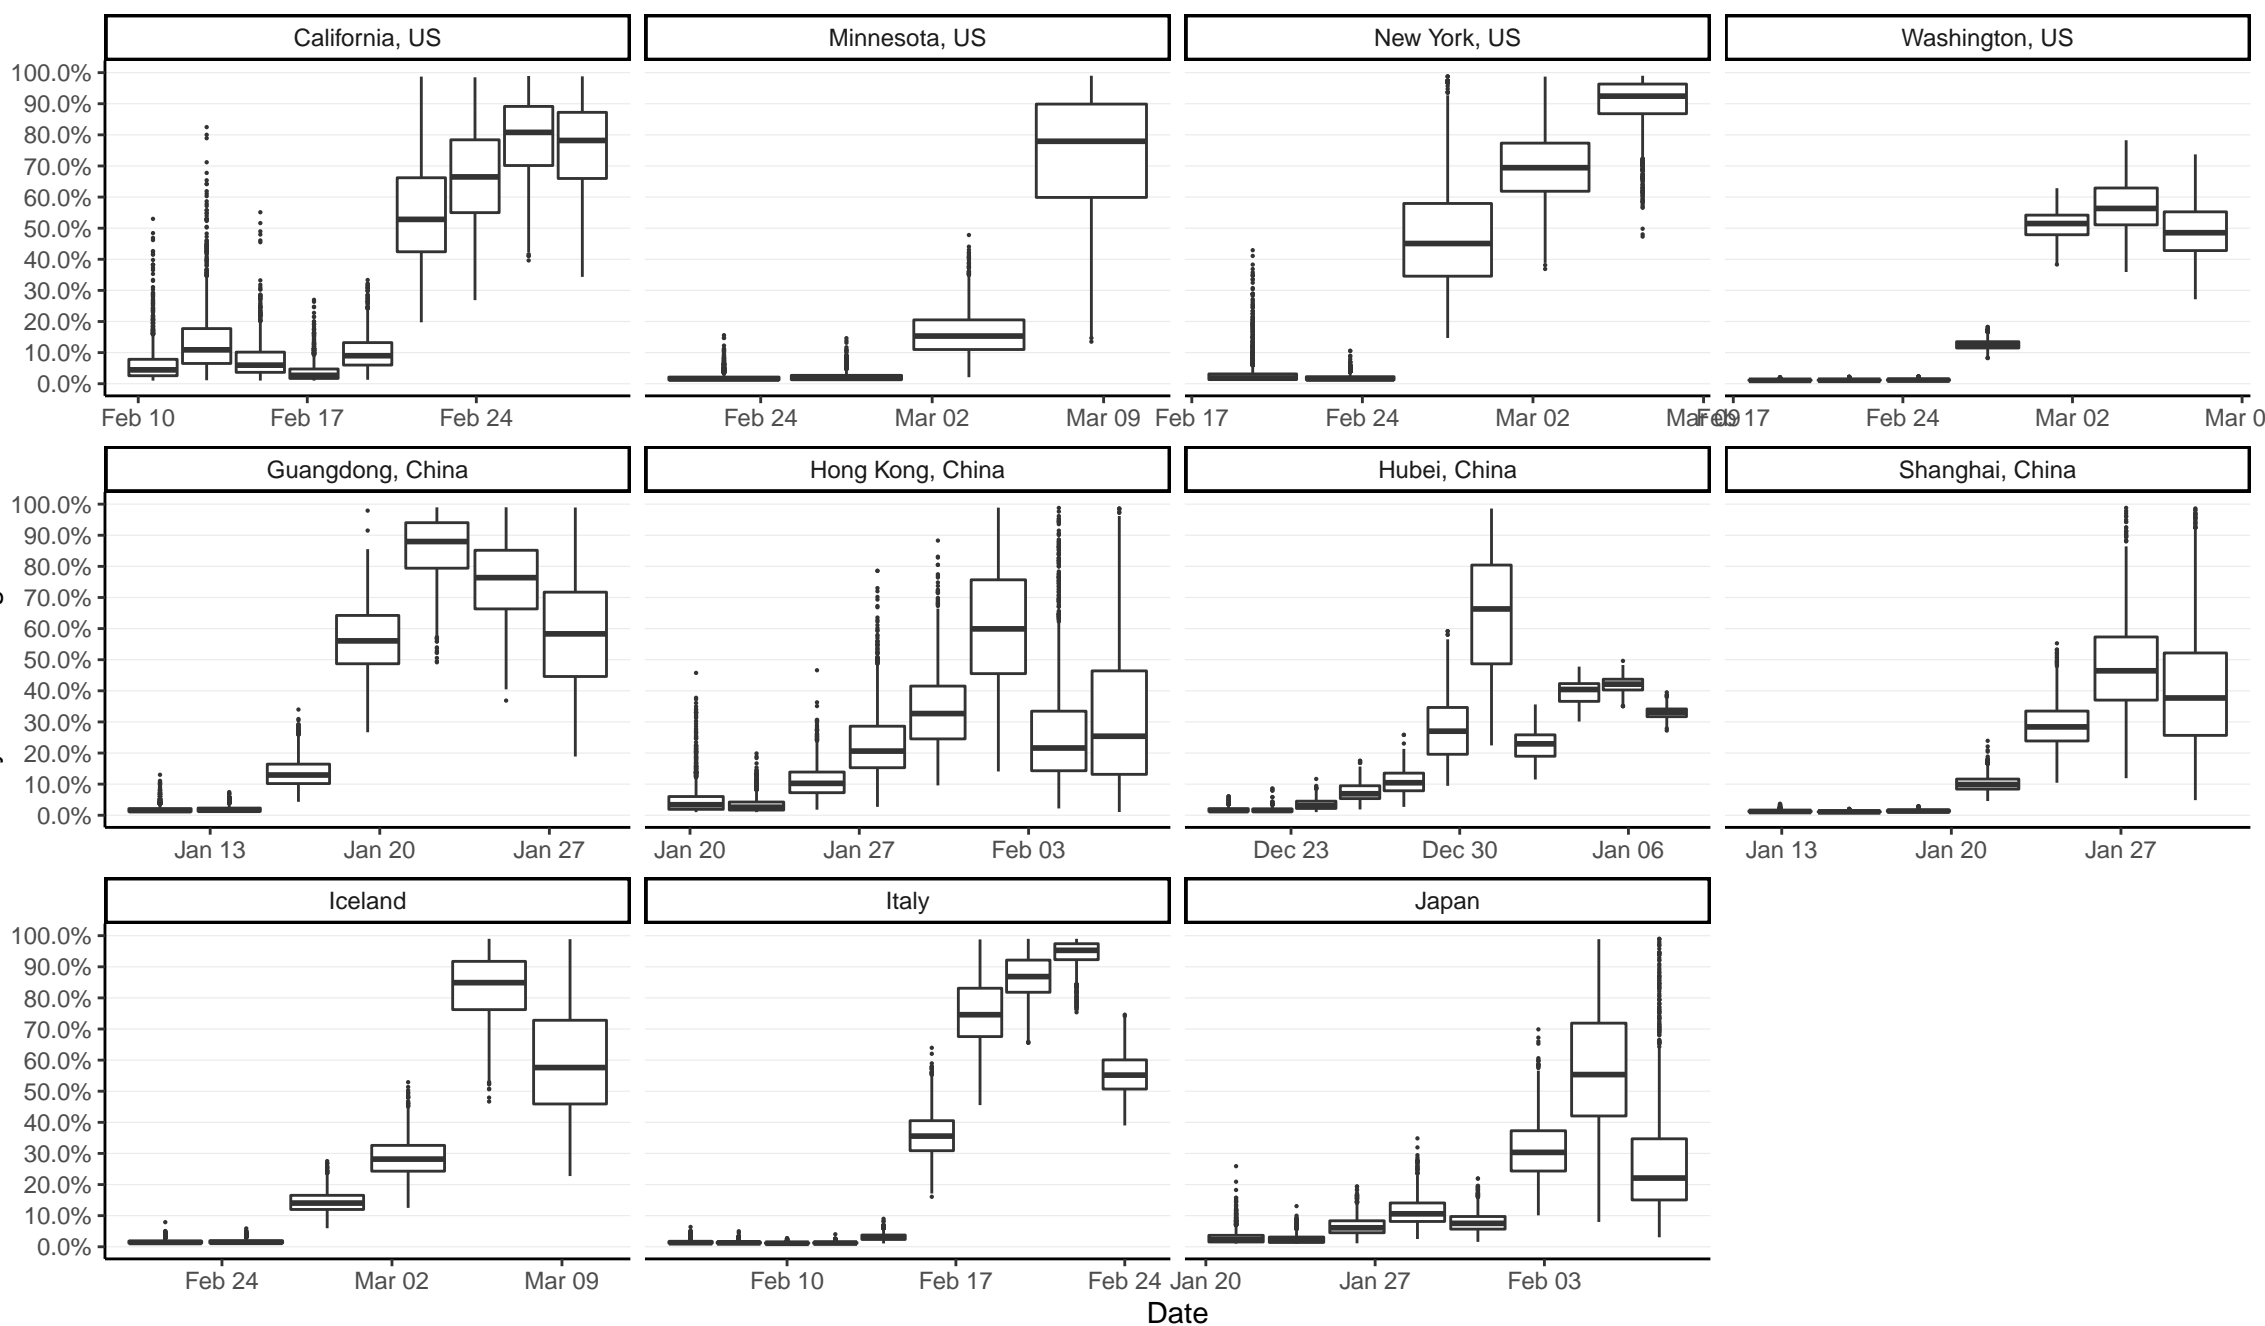 California, US
Minnesota, US
New York, US
Washington, US
100.0%
90.0%
80.0%
70.0%
60.0%
50.0%
40.0%
30.0%
20.0%
10.0%
0.0%
Feb 10 Feb 17 Feb 24
Feb 24 Mar 02 Mar 09
Feb 17 Feb 24 Mar 02 Mar 09
Feb 17 Feb 24 Mar 02 Mar 0
Guangdong, China
Hong Kong, China
Hubei, China
Shanghai, China
100.0%
90.0%
80.0%
70.0%
60.0%
50.0%
40.0%
30.0%
20.0%
10.0%
0.0%
Jan 13 Jan 20 Jan 27
Jan 20 Jan 27 Feb 03
Dec 23 Dec 30 Jan 06
Jan 13 Jan 20 Jan 27
Iceland
Italy
Japan
100.0%
90.0%
80.0%
70.0%
60.0%
50.0%
40.0%
30.0%
20.0%
10.0%
0.0%
Feb 24 Mar 02 Mar 09
Feb 10 Feb 17 Feb 24
Jan 20 Jan 27 Feb 03
Date